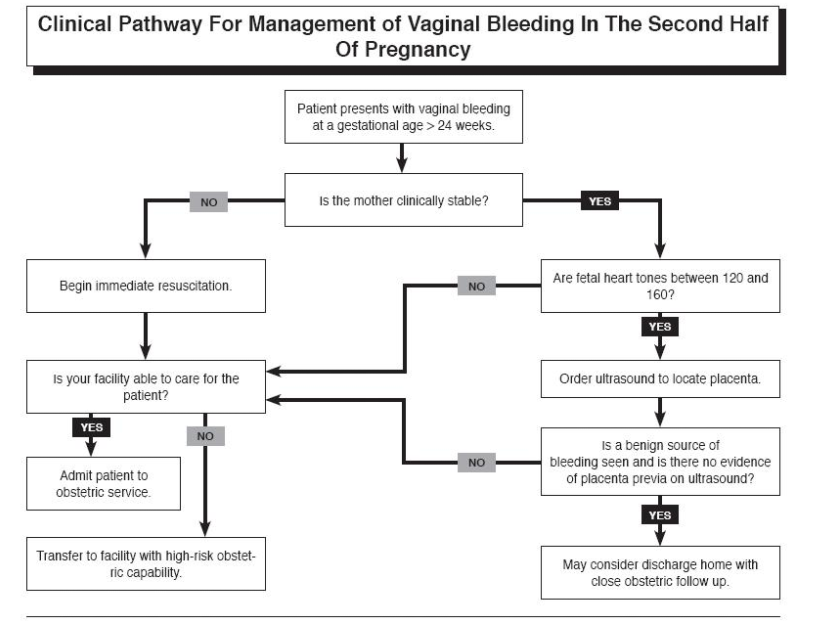 Clinical Pathway For Management of Vaginal Bleeding In The Second Half
Of Pregnancy
Patient presents with vaginal bleeding
at a gestational age > 24 weeks.
Is the mother clinically stable?
NO
YES
Begin immediate resuscitation.
Are fetal heart tones between 120 and
160?
NO
YES
Is your facility able to care for the
patient?
Order ultrasound to locate placenta.
YES
NO
Is a benign source of
bleeding seen and is there no evidence
of placenta previa on ultrasound?
NO
YES
Admit patient to
obstetric service.
Transfer to facility with high-risk obstet-
ric capability.
May consider discharge home with
close obstetric follow up.